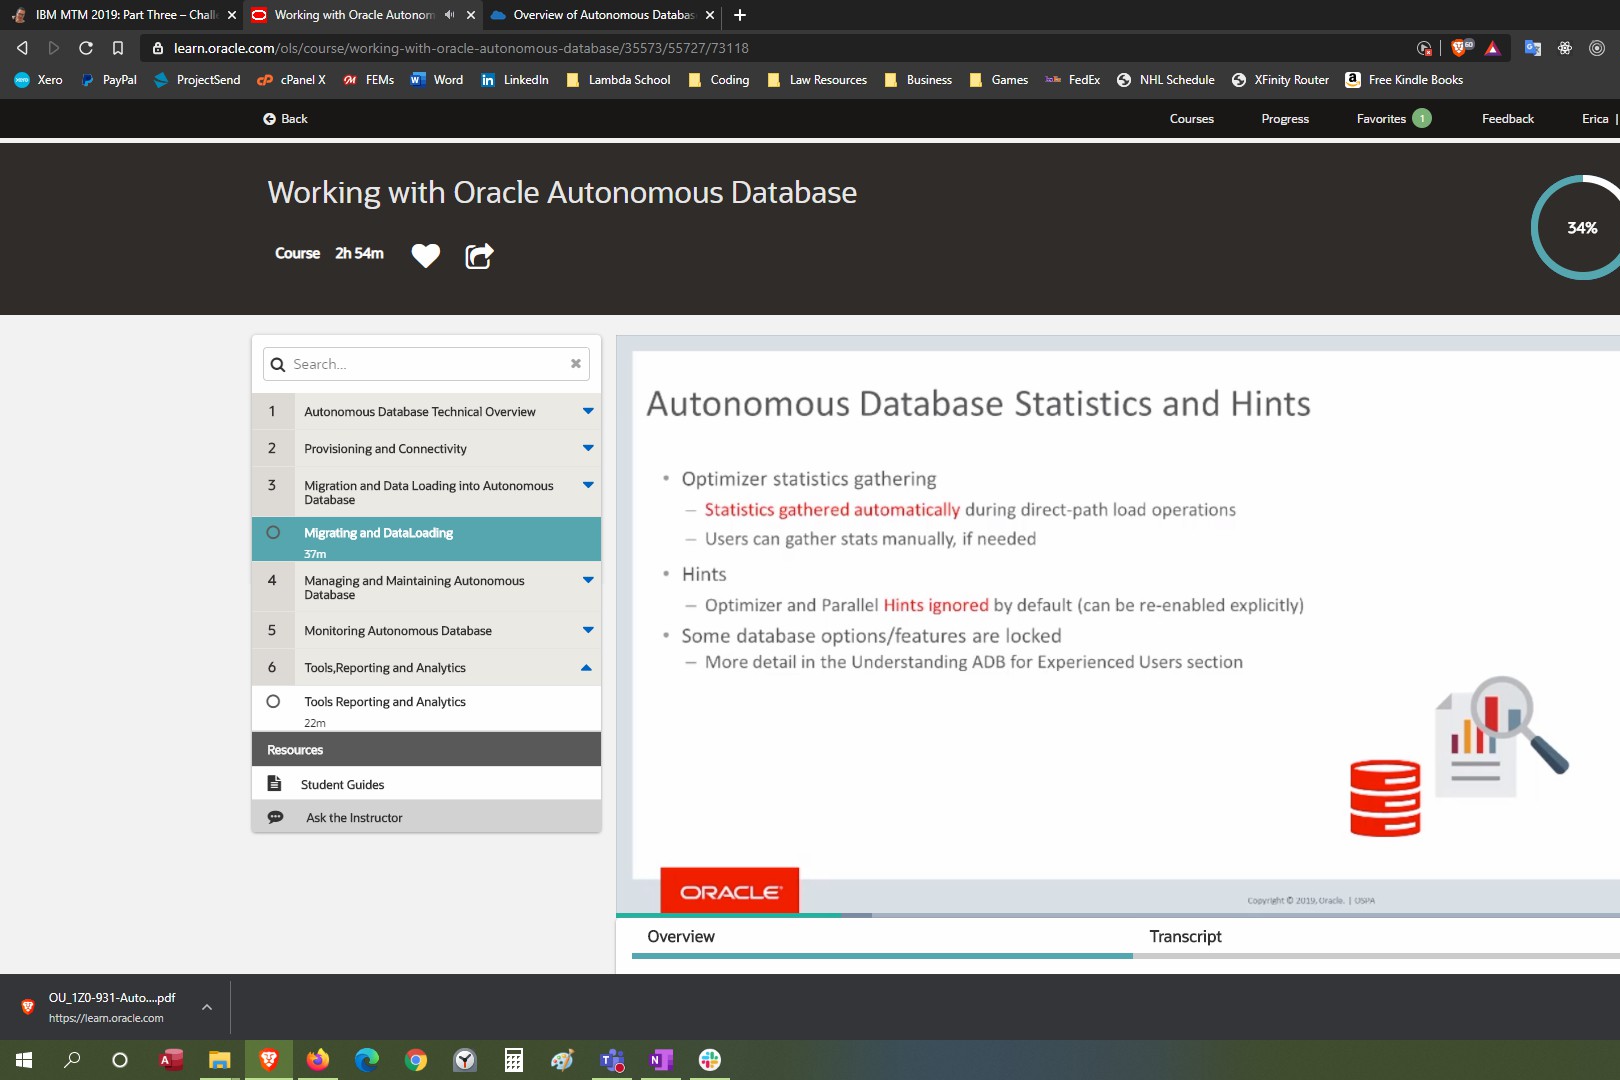 IBM MTM 2019: Part Three – Chall
Working with Oracle Autonom
Overview of Autonomous Databas
learn.oracle.com/ols/course/working-with-oracle-autonomous-database/35573/55727/73118
60
Xero PayPal ProjectSend cPanel X FEMs Word LinkedIn Lambda School Coding Law Resources Business Games FedEx NHL Schedule XFinity Router Free Kindle Books
Back Courses Progress Favorites 1 Feedback Erica |
Working with Oracle Autonomous Database
Course 2h 54m
34%
Search...
1 Autonomous Database Technical Overview
2 Provisioning and Connectivity
3 Migration and Data Loading into Autonomous
Database
Migrating and DataLoading
37m
4 Managing and Maintaining Autonomous
Database
5 Monitoring Autonomous Database
6 Tools,Reporting and Analytics
Tools Reporting and Analytics
22m
Resources
Student Guides
Ask the Instructor
Autonomous Database Statistics and Hints
• Optimizer statistics gathering
– Statistics gathered automatically during direct-path load operations
– Users can gather stats manually, if needed
• Hints
– Optimizer and Parallel Hints ignored by default (can be re-enabled explicitly)
• Some database options/features are locked
– More detail in the Understanding ADB for Experienced Users section
ORACLE
Copyright © 2019, Oracle. | OSPA
Overview Transcript
OU_1Z0-931-Auto....pdf
https://learn.oracle.com